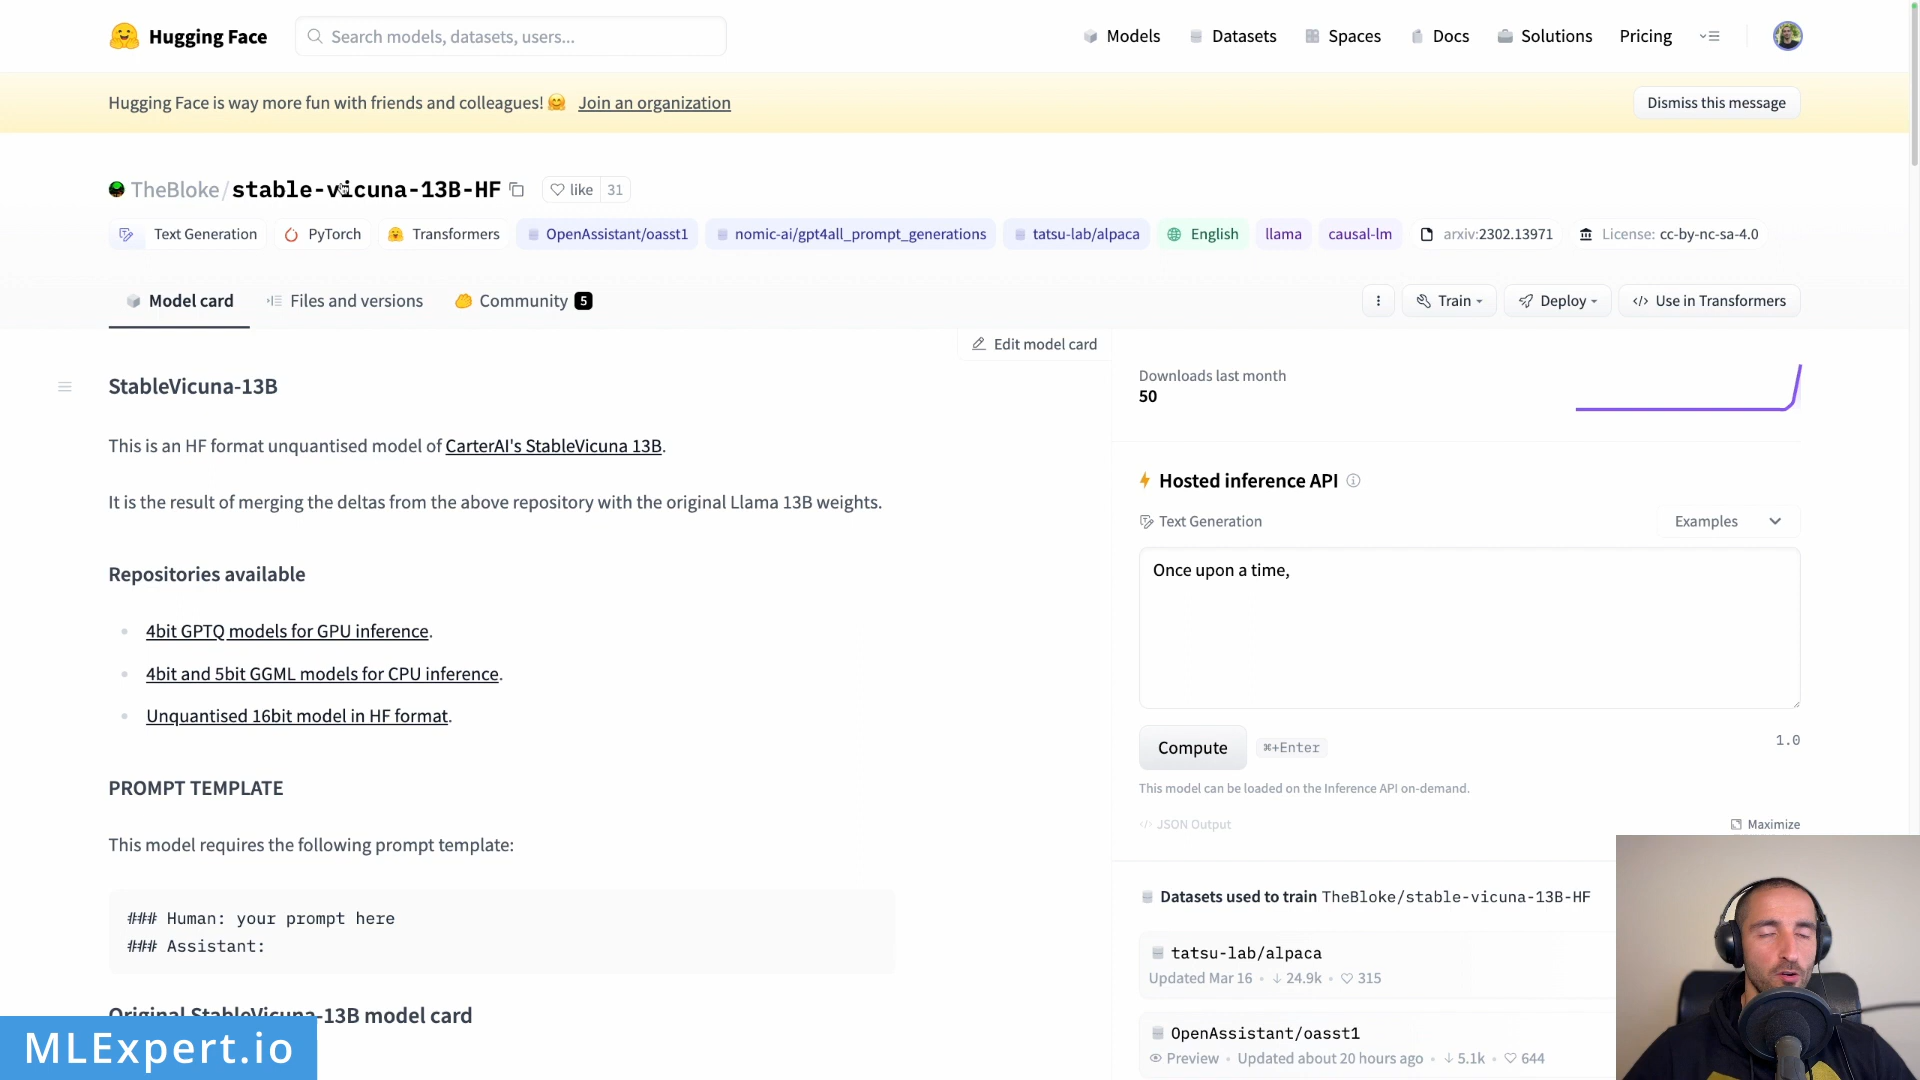 Hugging Face
Search models, datasets, users...
Models
Datasets
Spaces
Docs
Solutions
Pricing
Hugging Face is way more fun with friends and colleagues! 🤗 Join an organization
Dismiss this message
TheBloke/stable-vicuna-13B-HF
like 31
Text Generation
PyTorch
Transformers
OpenAssistant/oasst1
nomic-ai/gpt4all_prompt_generations
tatsu-lab/alpaca
English
llama
causal-lm
arxiv:2302.13971
License: cc-by-nc-sa-4.0
Model card
Files and versions
Community 5
Train
Deploy
</> Use in Transformers
Edit model card
StableVicuna-13B
This is an HF format unquantised model of CarterAI's StableVicuna 13B.
It is the result of merging the deltas from the above repository with the original Llama 13B weights.
Repositories available
• 4bit GPTQ models for GPU inference.
• 4bit and 5bit GGML models for CPU inference.
• Unquantised 16bit model in HF format.
PROMPT TEMPLATE
This model requires the following prompt template:
### Human: your prompt here
### Assistant:
Original StableVicuna-13B model card
MLExpert.io
Downloads last month
50
Hosted inference API
Text Generation
Examples
Once upon a time,
Compute
⌘+Enter
1.0
This model can be loaded on the Inference API on-demand.
</> JSON Output
Maximize
Datasets used to train TheBloke/stable-vicuna-13B-HF
tatsu-lab/alpaca
Updated Mar 16 • ↓ 24.9k • ♡ 315
OpenAssistant/oasst1
Preview • Updated about 20 hours ago • ↓ 5.1k • ♡ 644